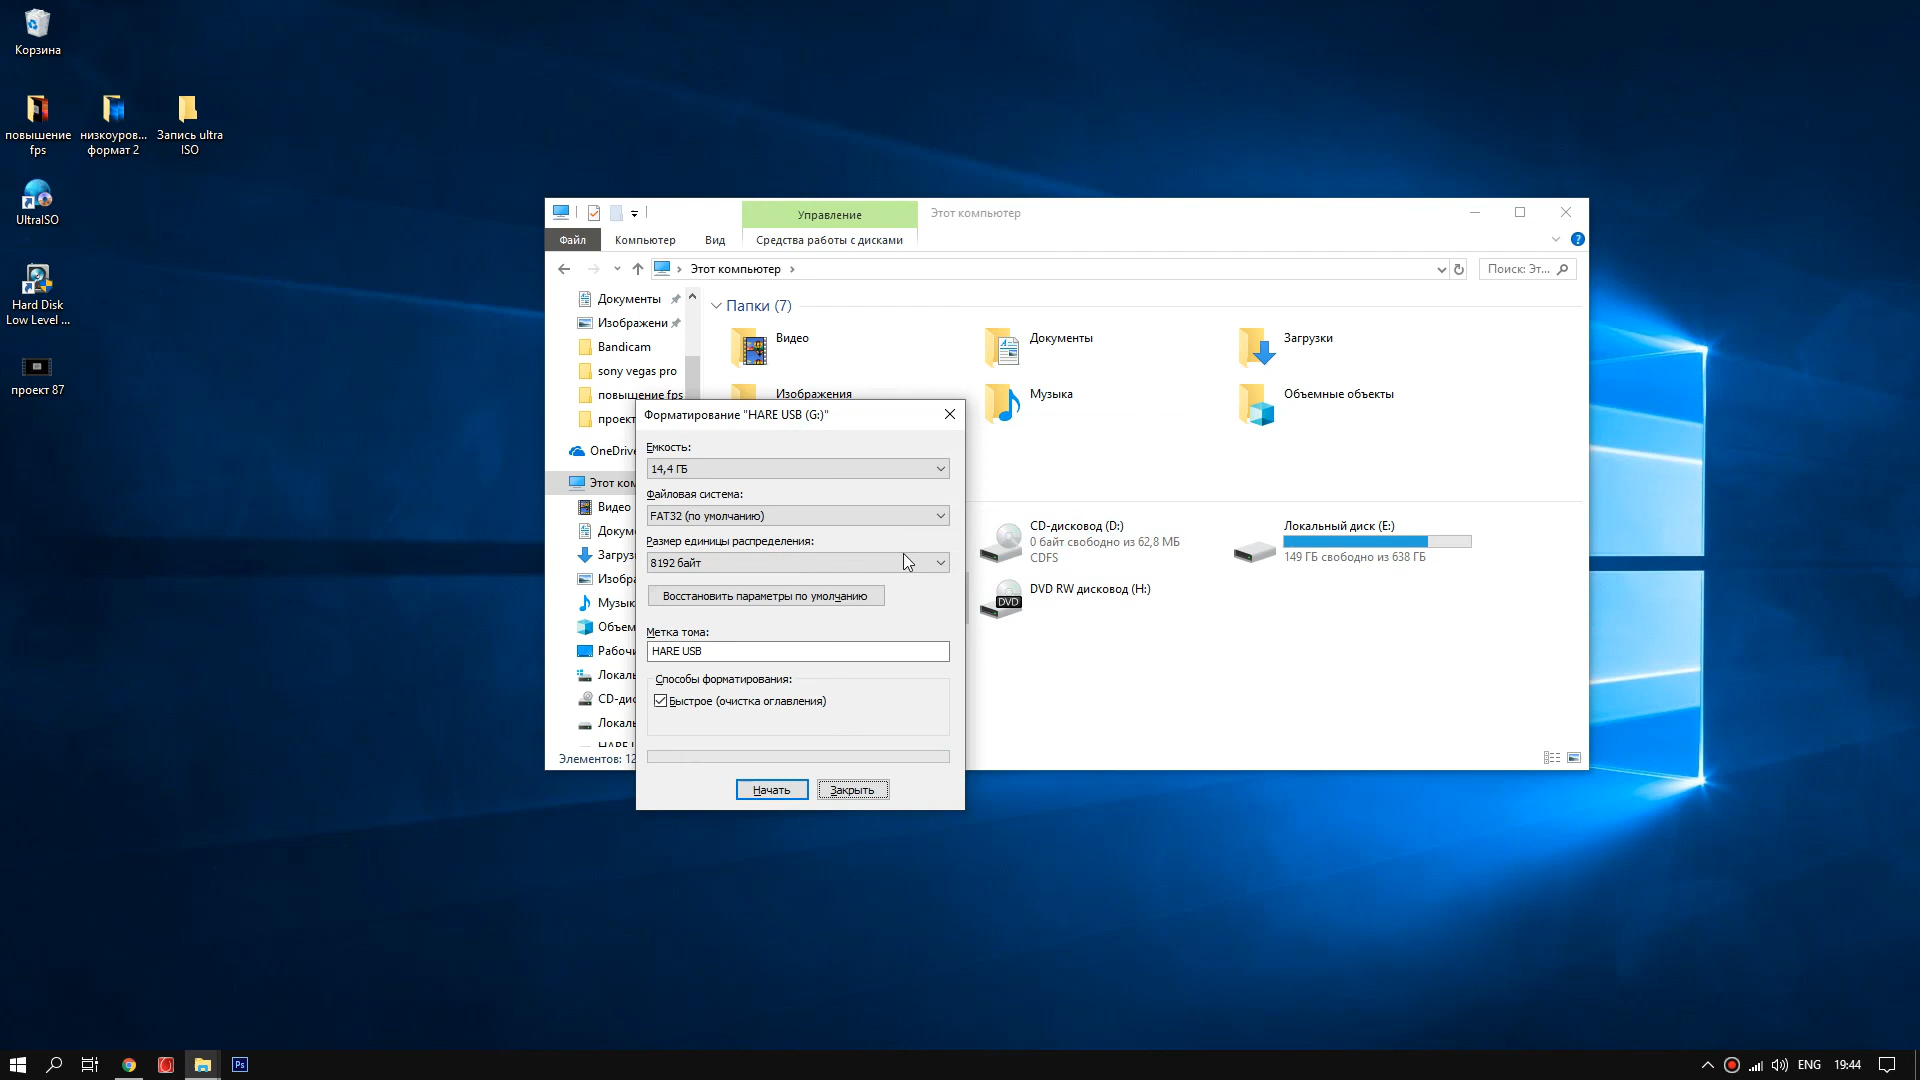 Корзина
повышение fps
низкоуров... формат 2
Запись ultra ISO
UltraISO
Hard Disk Low Level ...
проект 87
Управление
Этот компьютер
Файл
Компьютер
Вид
Средства работы с дисками
Этот компьютер
Поиск: Эт...
Документы
Изображени
Bandicam
sony vegas pro
повышение fps
проект
OneDrive
Этот ком
Видео
Докум
Загруз
Изобра
Музык
Объем
Рабочи
Локаль
CD-дис
Локаль
HARE U
Элементов: 12
Папки (7)
Видео
Документы
Загрузки
Изображения
Музыка
Объемные объекты
CD-дисковод (D:)
0 байт свободно из 62,8 МБ
CDFS
Локальный диск (E:)
149 ГБ свободно из 638 ГБ
DVD
DVD RW дисковод (H:)
Форматирование "HARE USB (G:)"
Емкость:
14,4 ГБ
Файловая система:
FAT32 (по умолчанию)
Размер единицы распределения:
8192 байт
Восстановить параметры по умолчанию
Метка тома:
HARE USB
Способы форматирования:
Быстрое (очистка оглавления)
Начать
Закрыть
Ps
ENG
19:44